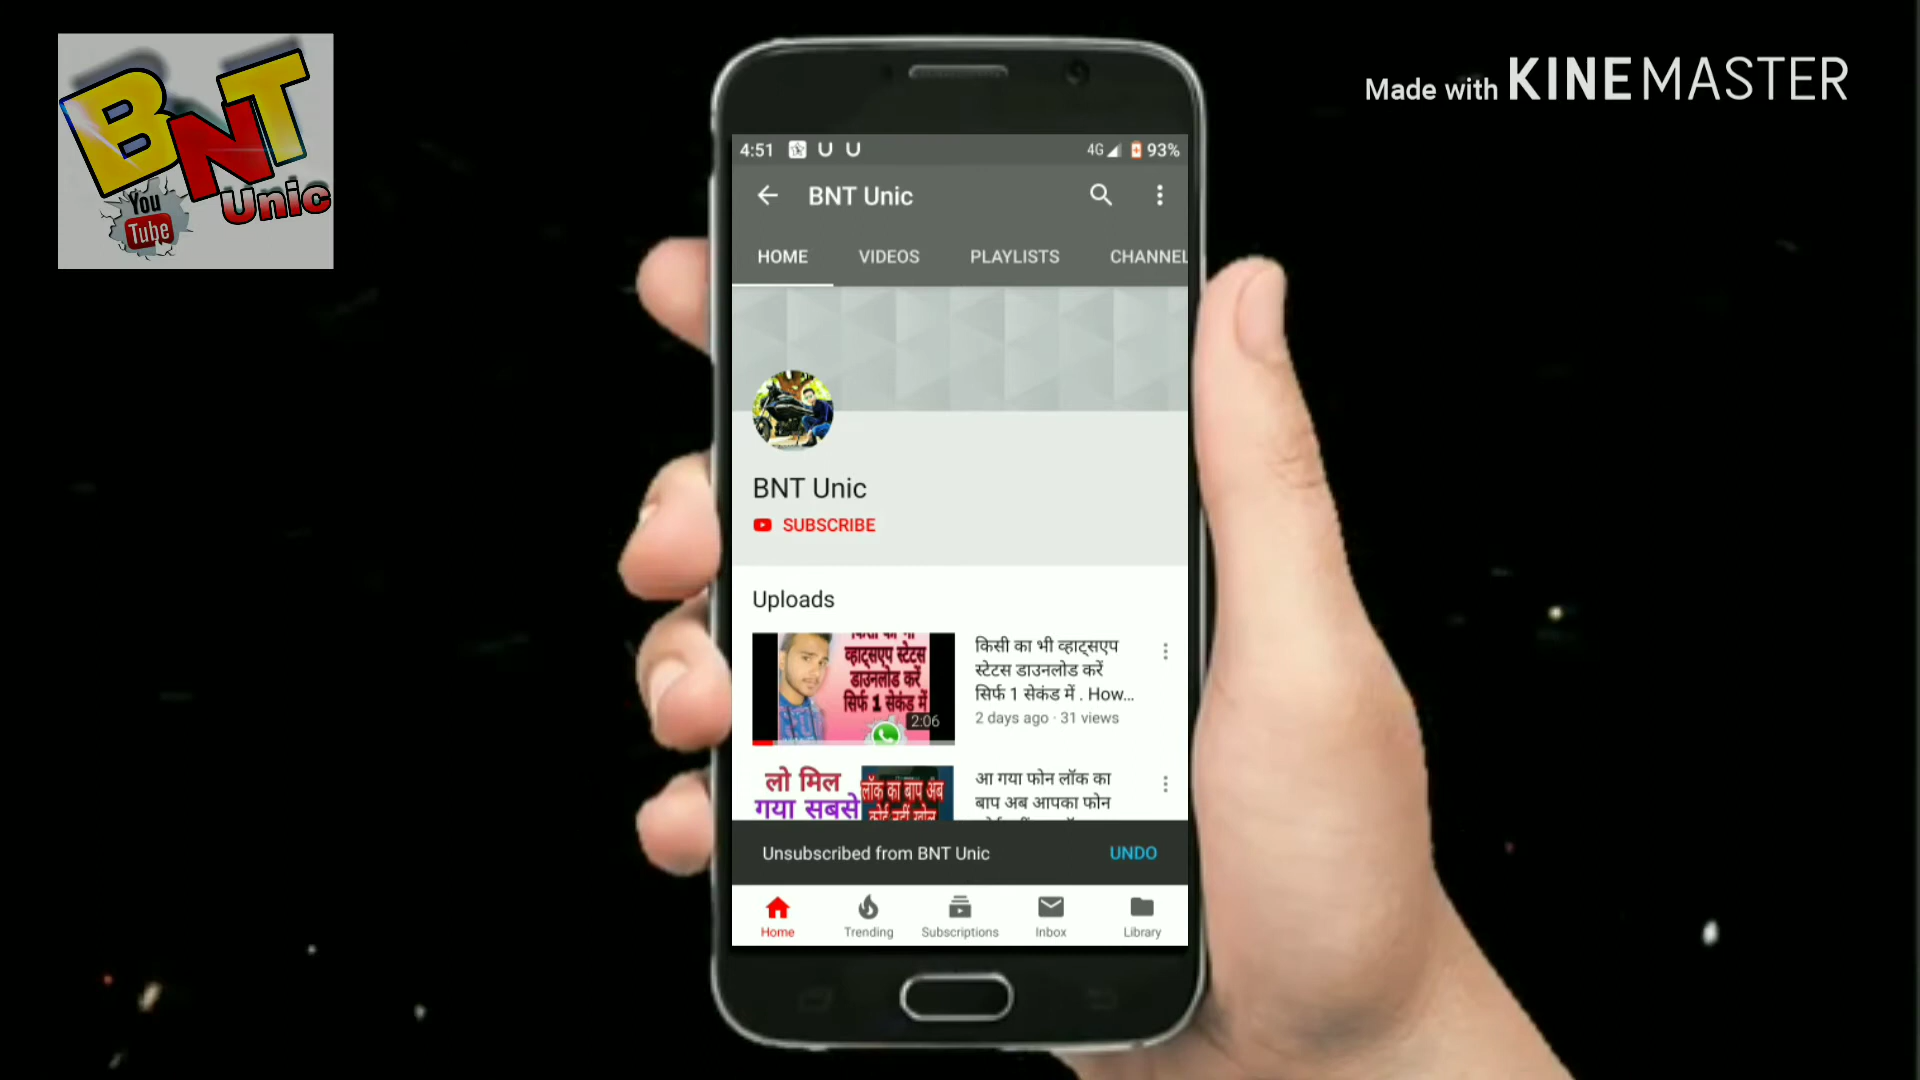 BNT
Unic
You
Tube
Made with KINEMASTER
4:51
4G
93%
BNT Unic
HOME
VIDEOS
PLAYLISTS
CHANNEL
BNT Unic
SUBSCRIBE
Uploads
व्हाट्सएप स्टेटस
डाउनलोड करें
सिर्फ 1 सेकंड में
2:06
किसी का भी व्हाट्सएप
स्टेटस डाउनलोड करें
सिर्फ 1 सेकंड में . How...
2 days ago · 31 views
लो मिल
गया सबसे
लॉक का बाप अब
आ गया फोन लॉक का
बाप अब आपका फोन
Unsubscribed from BNT Unic
UNDO
Home
Trending
Subscriptions
Inbox
Library